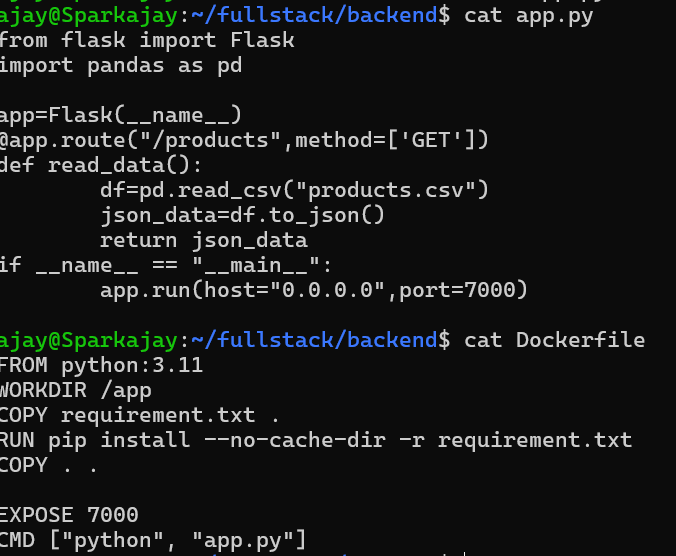 ajay@Sparkajay:~/fullstack/backend$ cat app.py
from flask import Flask
import pandas as pd
app=Flask(__name__)
@app.route("/products",method=['GET'])
def read_data():
        df=pd.read_csv("products.csv")
        json_data=df.to_json()
        return json_data
if __name__ == "__main__":
        app.run(host="0.0.0.0",port=7000)
ajay@Sparkajay:~/fullstack/backend$ cat Dockerfile
FROM python:3.11
WORKDIR /app
COPY requirement.txt .
RUN pip install --no-cache-dir -r requirement.txt
COPY . .
EXPOSE 7000
CMD ["python", "app.py"]